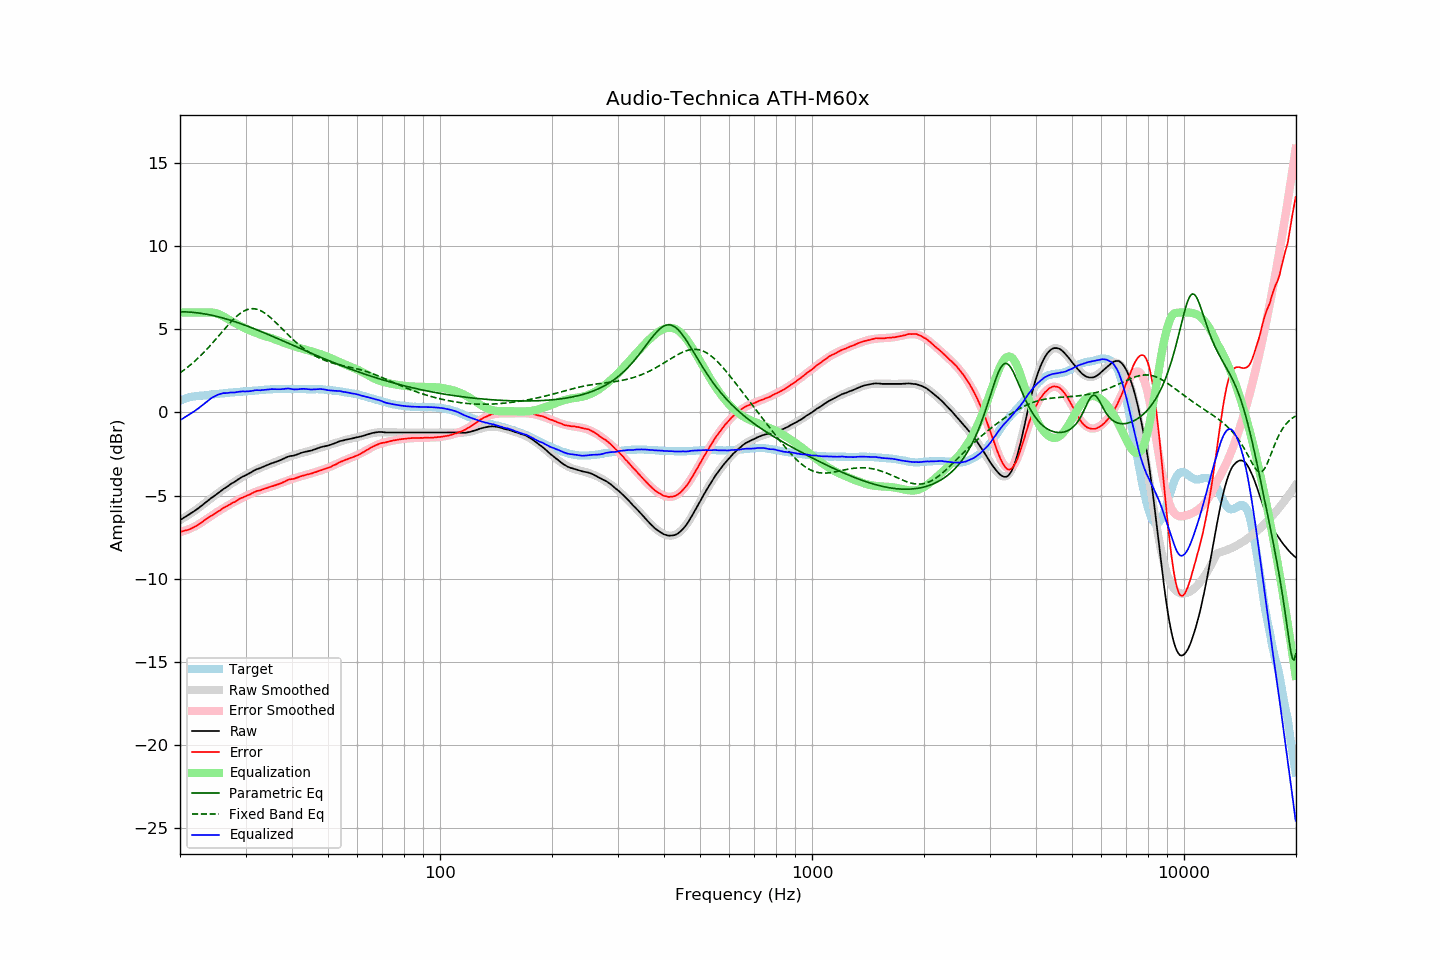 Audio-Technica ATH-M60x
Amplitude (dBr)
15
10
5
0
−5
−10
−15
−20
−25
Target
Raw Smoothed
Error Smoothed
Raw
Error
Equalization
Parametric Eq
Fixed Band Eq
Equalized
100 1000 10000
Frequency (Hz)